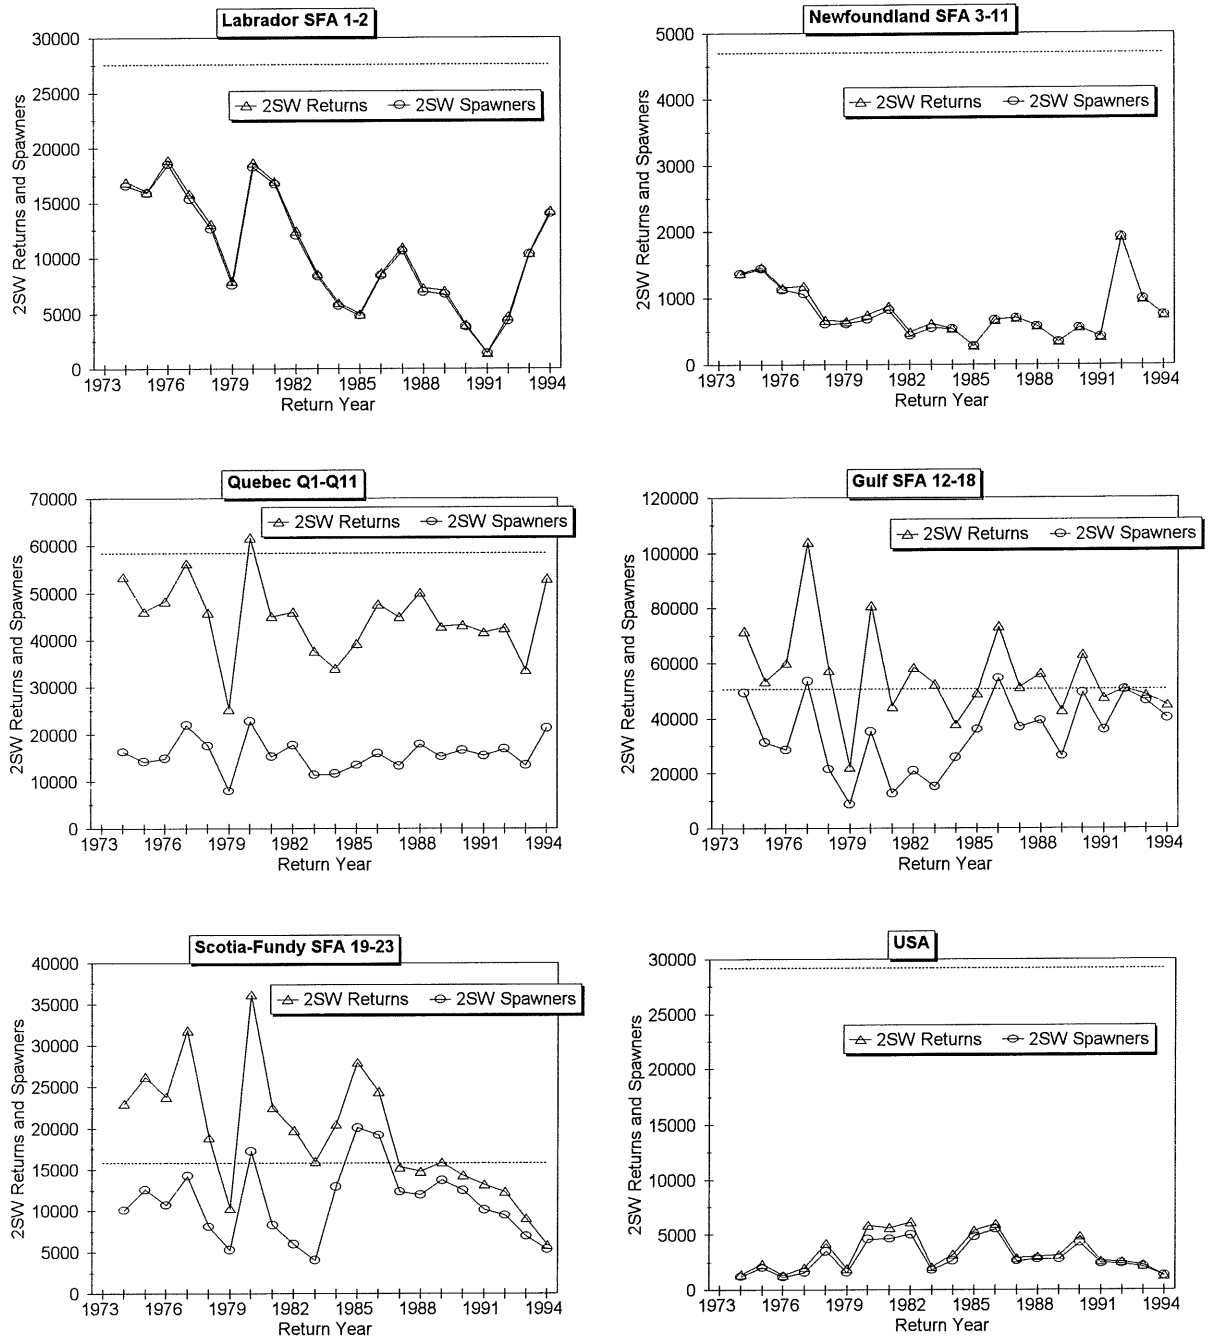 Labrador SFA 1-2
30000
25000
20000
15000
10000
5000
0
2SW Returns and Spawners
2SW Returns 2SW Spawners
1973 1976 1979 1982 1985 1988 1991 1994
Return Year
Newfoundland SFA 3-11
5000
4000
3000
2000
1000
0
2SW Returns and Spawners
2SW Returns 2SW Spawners
1973 1976 1979 1982 1985 1988 1991 1994
Return Year
Quebec Q1-Q11
70000
60000
50000
40000
30000
20000
10000
0
2SW Returns and Spawners
2SW Returns 2SW Spawners
1973 1976 1979 1982 1985 1988 1991 1994
Return Year
Gulf SFA 12-18
120000
100000
80000
60000
40000
20000
0
2SW Returns and Spawners
2SW Returns 2SW Spawners
1973 1976 1979 1982 1985 1988 1991 1994
Return Year
Scotia-Fundy SFA 19-23
40000
35000
30000
25000
20000
15000
10000
5000
0
2SW Returns and Spawners
2SW Returns 2SW Spawners
1973 1976 1979 1982 1985 1988 1991 1994
Return Year
USA
30000
25000
20000
15000
10000
5000
0
2SW Returns and Spawners
2SW Returns 2SW Spawners
1973 1976 1979 1982 1985 1988 1991 1994
Return Year